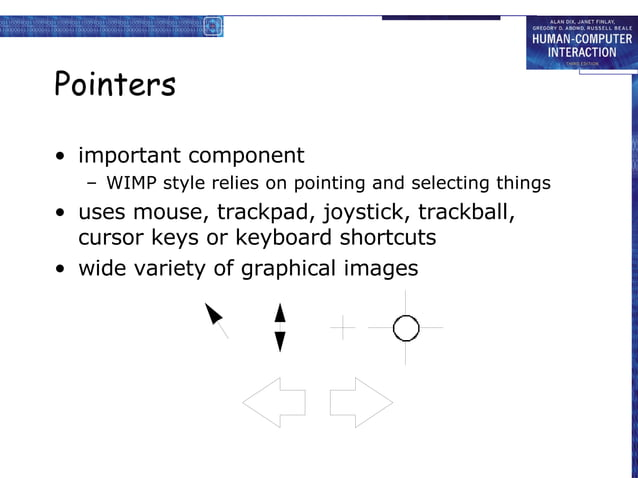 ALAN DIX, JANET FINLAY,
GREGORY D. ABOWD, RUSSELL BEALE
HUMAN-COMPUTER
INTERACTION
THIRD EDITION
Pointers
• important component
– WIMP style relies on pointing and selecting things
• uses mouse, trackpad, joystick, trackball,
cursor keys or keyboard shortcuts
• wide variety of graphical images